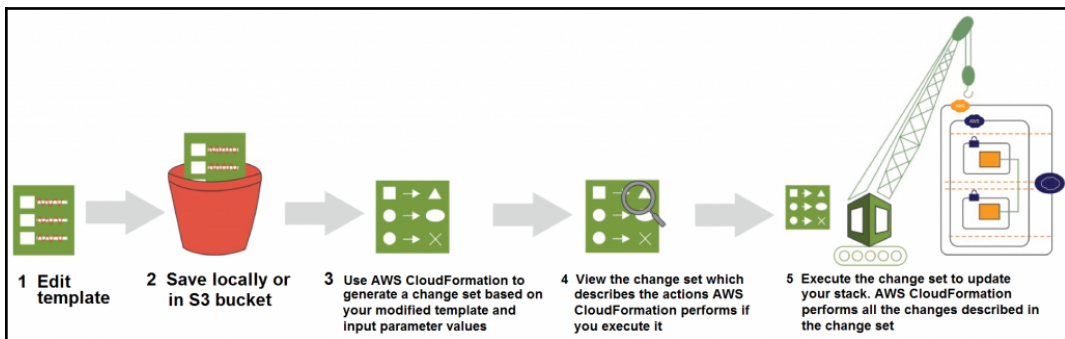 1 Edit
template
2 Save locally or
in S3 bucket
3 Use AWS CloudFormation to
generate a change set based on
your modified template and
input parameter values
4 View the change set which
describes the actions AWS
CloudFormation performs if
you execute it
5 Execute the change set to update
your stack. AWS CloudFormation
performs all the changes described in
the change set
AWS
AWS